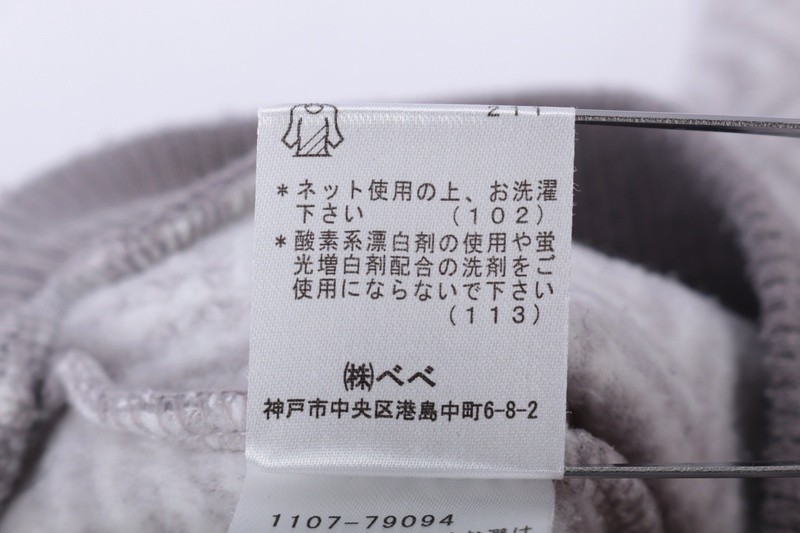 211
*ネット使用の上、お洗濯
下さい (102)
*酸素系漂白剤の使用や蛍
光増白剤配合の洗剤をご
使用にならないで下さい
(113)
㈱べべ
神戸市中央区港島中町6-8-2
1107-79094